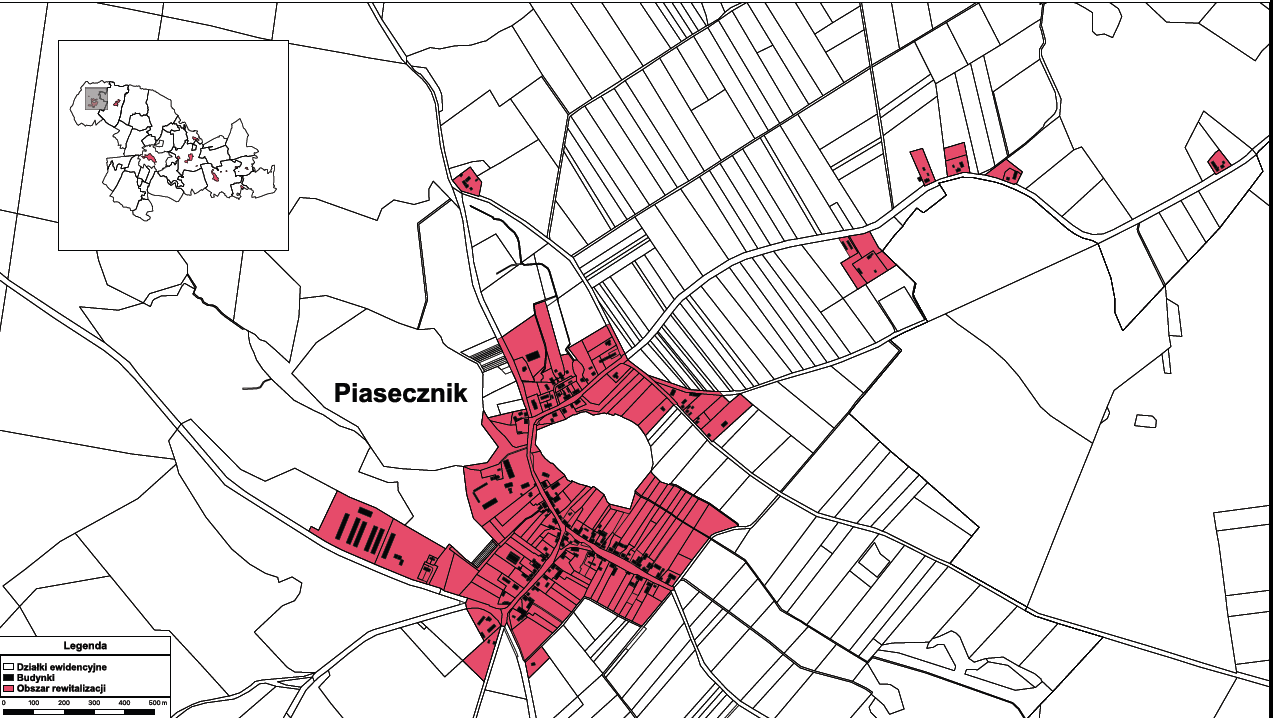 Piasecznik
Legenda
Działki ewidencyjne
Budynki
Obszar rewitalizacji
0 100 200 300 400 500 m